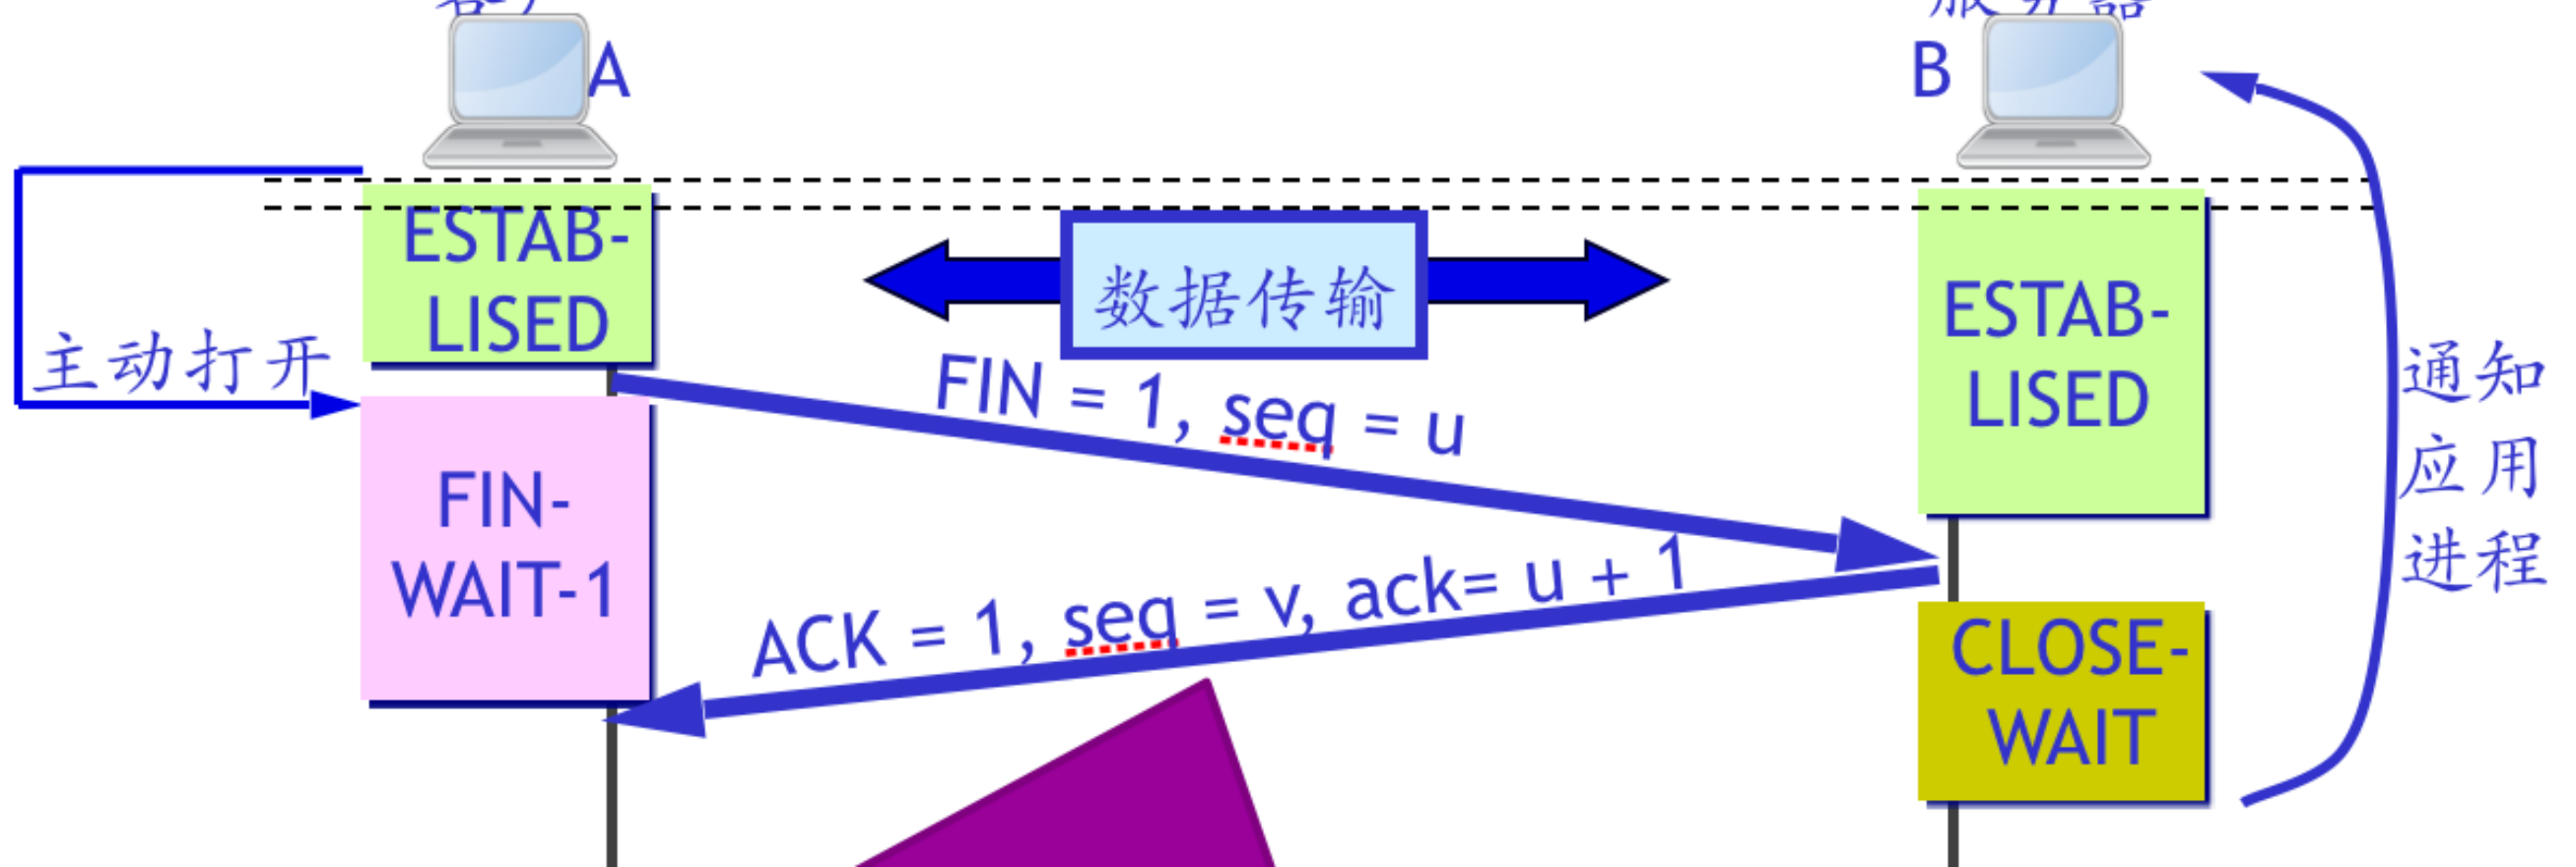 A
B
ESTAB-
LISED
数据传输
ESTAB-
LISED
主动打开
FIN = 1, seq = u
通知
应用
进程
FIN-
WAIT-1
ACK = 1, seq = v, ack= u + 1
CLOSE-
WAIT